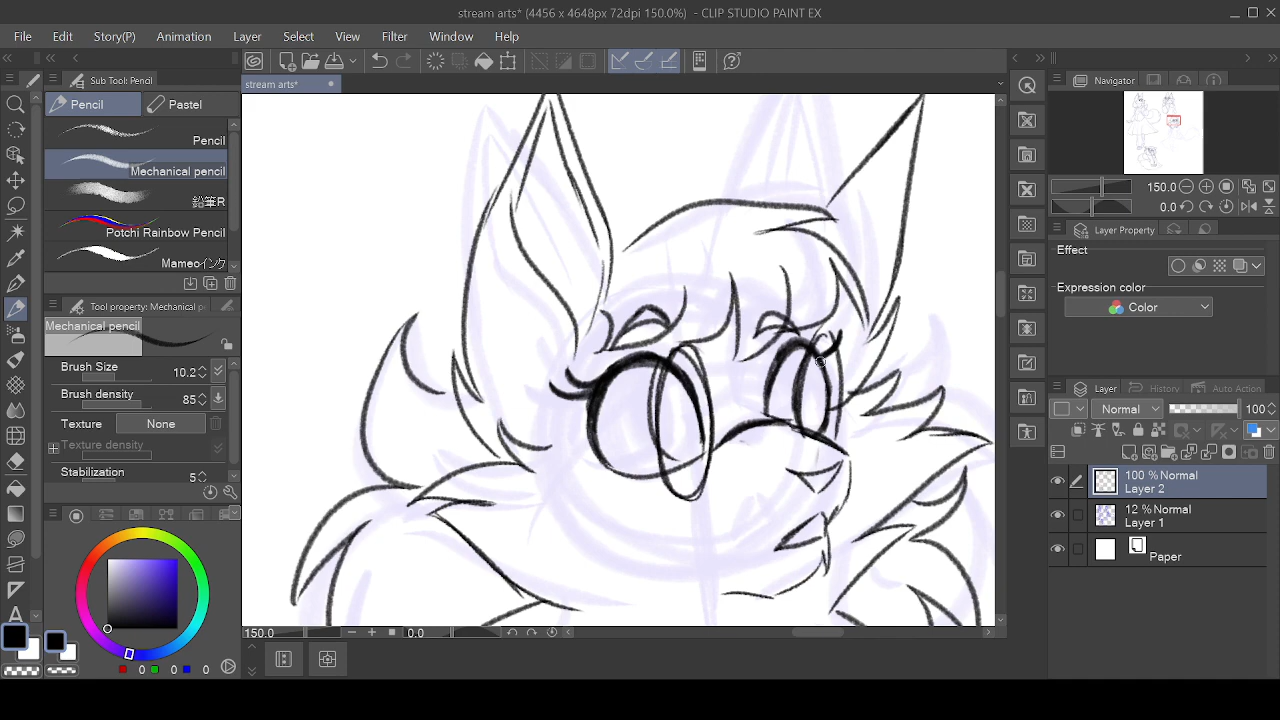 stream arts* (4456 x 4648px 72dpi 150.0%) - CLIP STUDIO PAINT EX
File Edit Story(P) Animation Layer Select View Filter Window Help
Sub Tool: Pencil
stream arts*
Navigator
Pencil Pastel
Pencil
Mechanical pencil
Potchi Rainbow Pencil
150.0
0.0
Layer Property
Effect
Expression color
Color
Tool property: Mechanical p
Mechanical pencil
Brush Size 10.2
Brush density 85
Texture None
Texture density
Stabilization 5
Layer History Auto Action
Normal 100
100 % Normal
Layer 2
12 % Normal
Layer 1
Paper
A
150.0 0.0
0 0 0